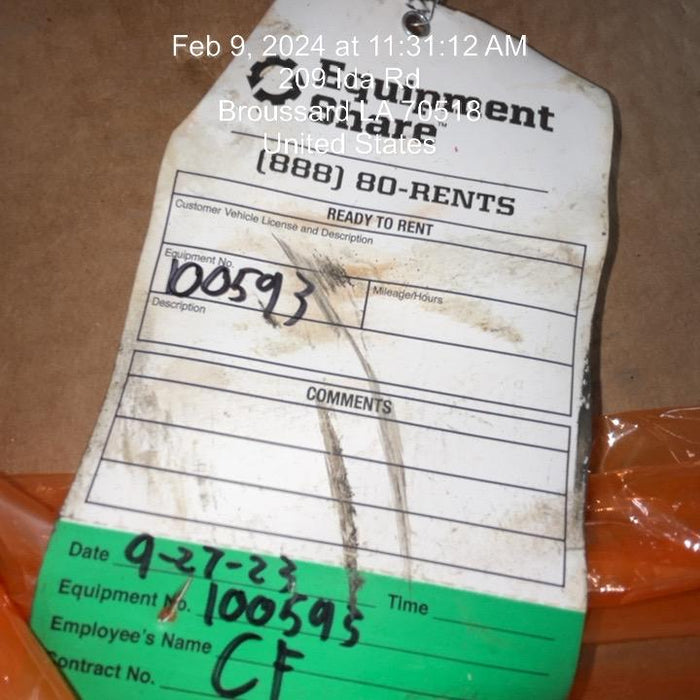 Feb 9, 2024 at 11:31:12 AM
209 Ida Rd
Broussard LA 70518
United States
Equipment
Share™
(888) 80-RENTS
READY TO RENT
Customer Vehicle License and Description
Equipment No.
Mileage/Hours
100593
Description
COMMENTS
Date 9-27-23
Time
Equipment No. 100593
Employee's Name CF
Contract No.